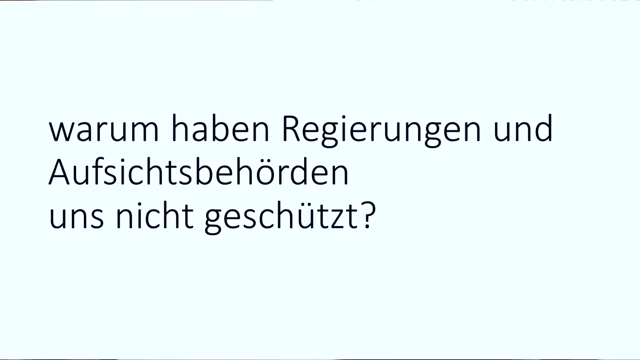 warum haben Regierungen und
Aufsichtsbehörden
uns nicht geschützt?